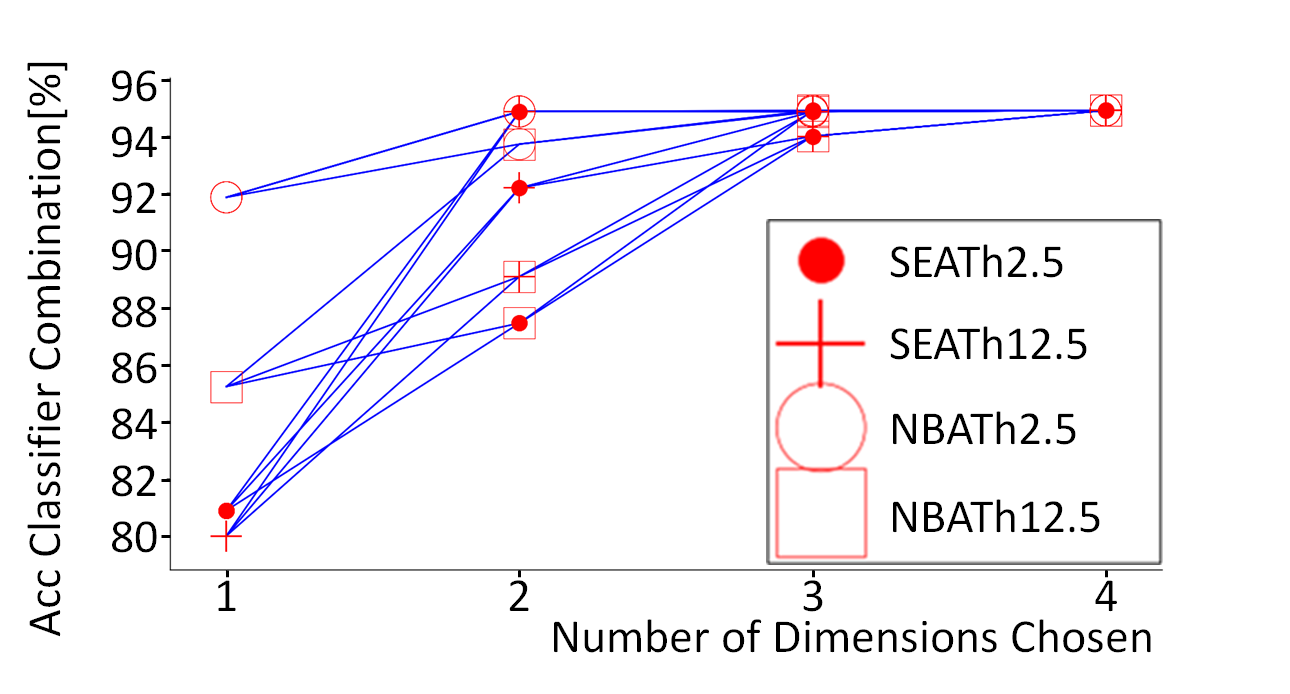 Acc Classifier Combination[%]
96
94
92
90
88
86
84
82
80
1
2
3
4
Number of Dimensions Chosen
SEATh2.5
SEATh12.5
NBATh2.5
NBATh12.5